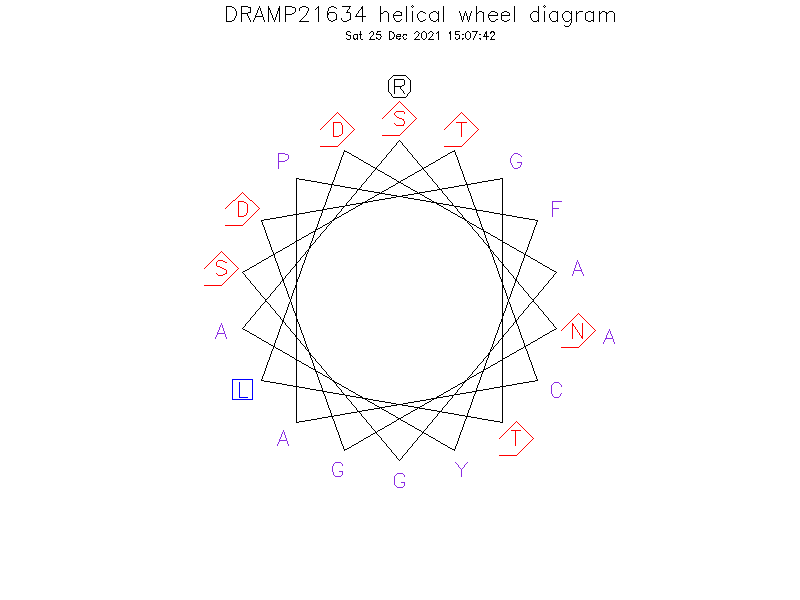 DRAMP21634 helical wheel diagram
Sat 25 Dec 2021 15:07:42
R
D S T
P G
D F
S A
A N A
L C
A T
G Y
G